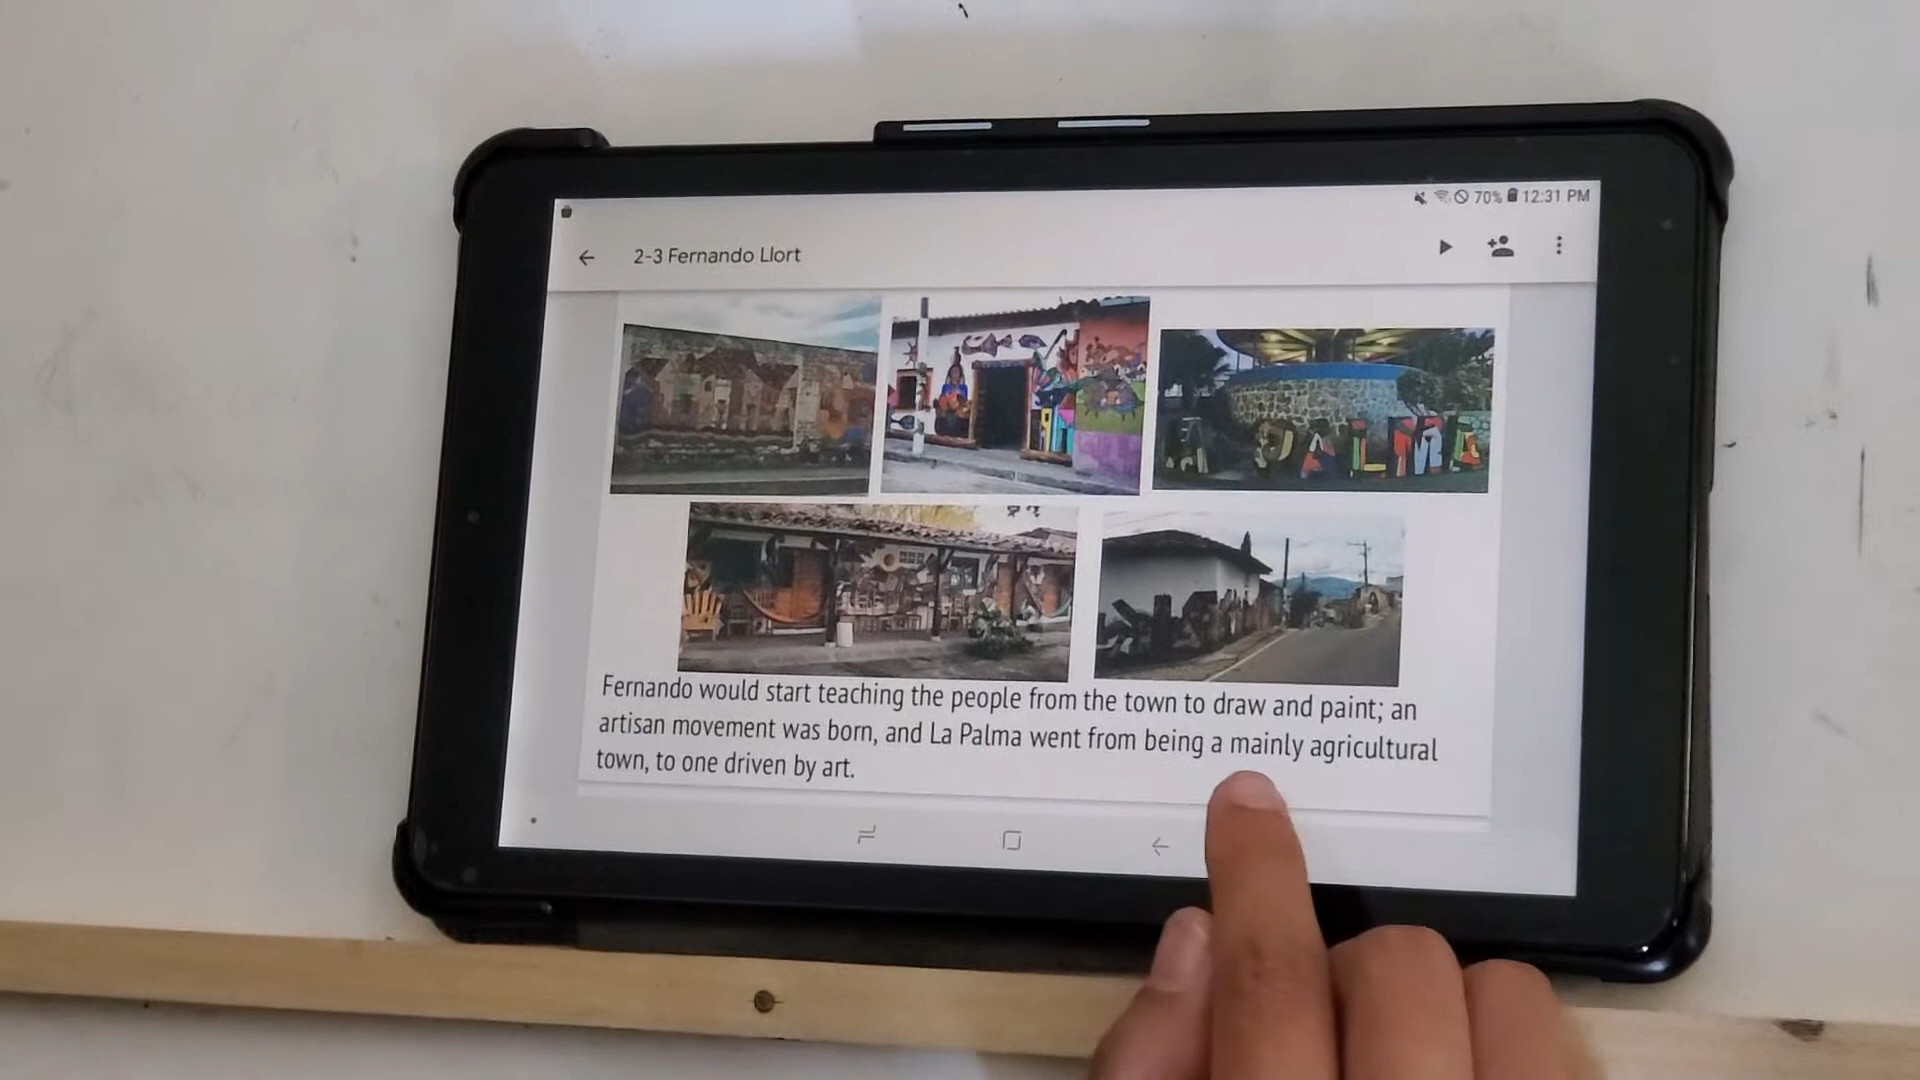 70% 12:31 PM
2-3 Fernando Llort
LA PALMA
Fernando would start teaching the people from the town to draw and paint; an
artisan movement was born, and La Palma went from being a mainly agricultural
town, to one driven by art.